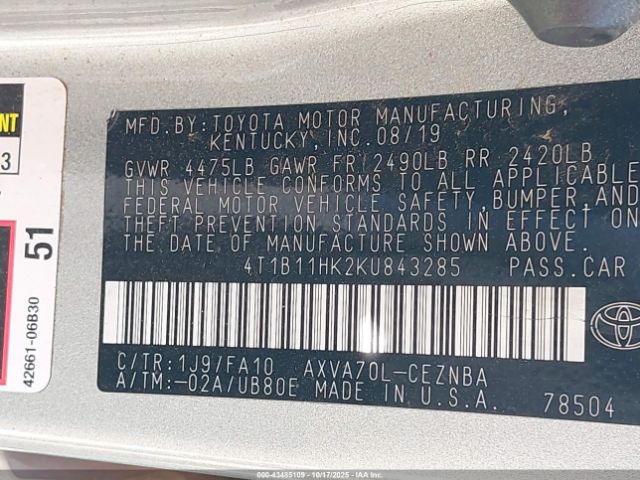 MFD.BY: TOYOTA MOTOR MANUFACTURING,
KENTUCKY, INC. 08/19
GVWR 4475LB GAWR FRT2490LB RR 2420LB
THIS VEHICLE CONFORMS TO ALL APPLICABLE
FEDERAL MOTOR VEHICLE SAFETY, BUMPER, AND
THEFT PREVENTION STANDARDS IN EFFECT ON
THE DATE OF MANUFACTURE SHOWN ABOVE.
4T1B11HK2KU843285 PASS.CAR
C/TR:1J9/FA10 AXVA70L-CEZNBA
A/TM:-02A/UB80E MADE IN U.S.A. 78504
NT
3
51
42661-06B30
000-43485109 | 10/17/2025 | IAA Inc.